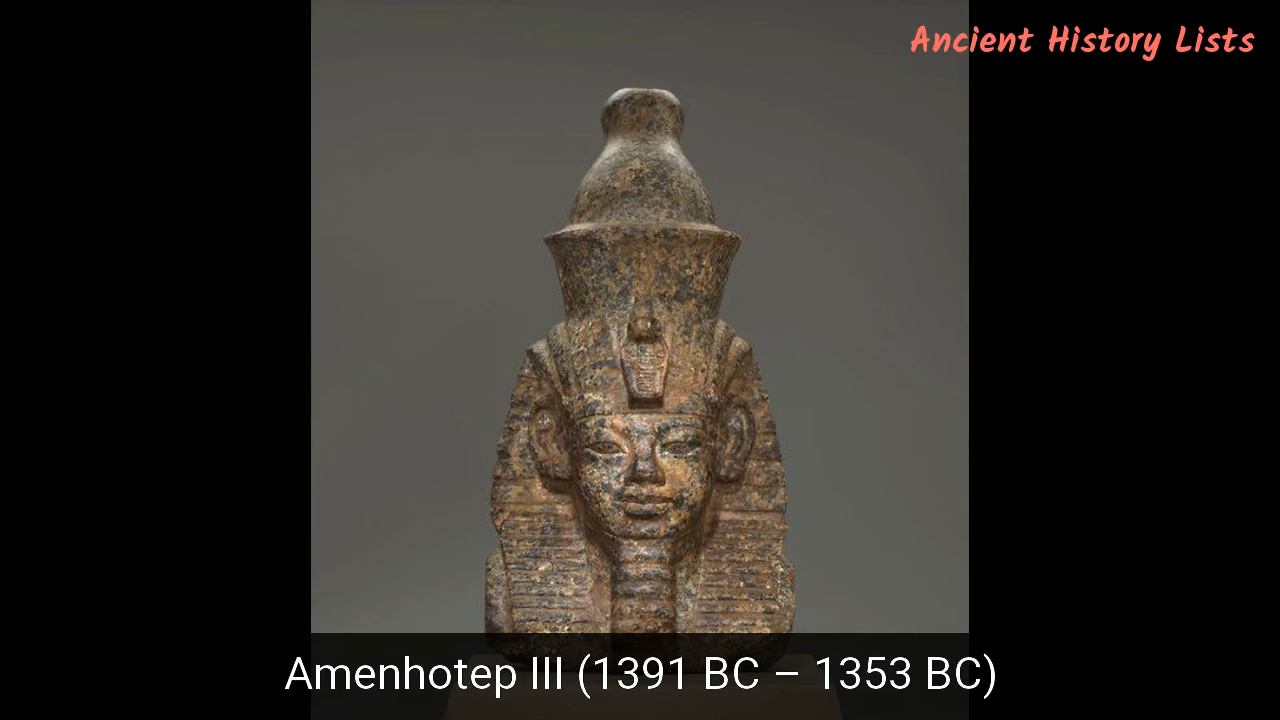 Ancient History Lists
Amenhotep III (1391 BC – 1353 BC)